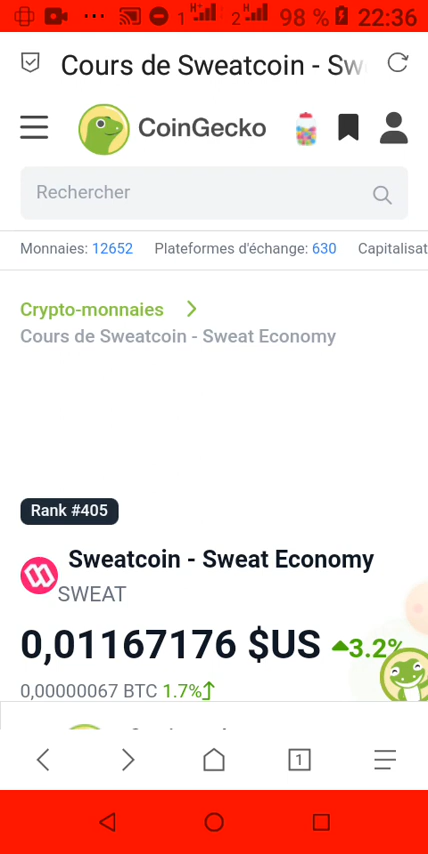 1 H+ 2 H 98 % 22:36
Cours de Sweatcoin - Sw
CoinGecko
Rechercher
Monnaies: 12652 Plateformes d'échange: 630 Capitalisat
Crypto-monnaies
Cours de Sweatcoin - Sweat Economy
Rank #405
Sweatcoin - Sweat Economy
SWEAT
0,01167176 $US 3.2%
0,00000067 BTC 1.7%
1